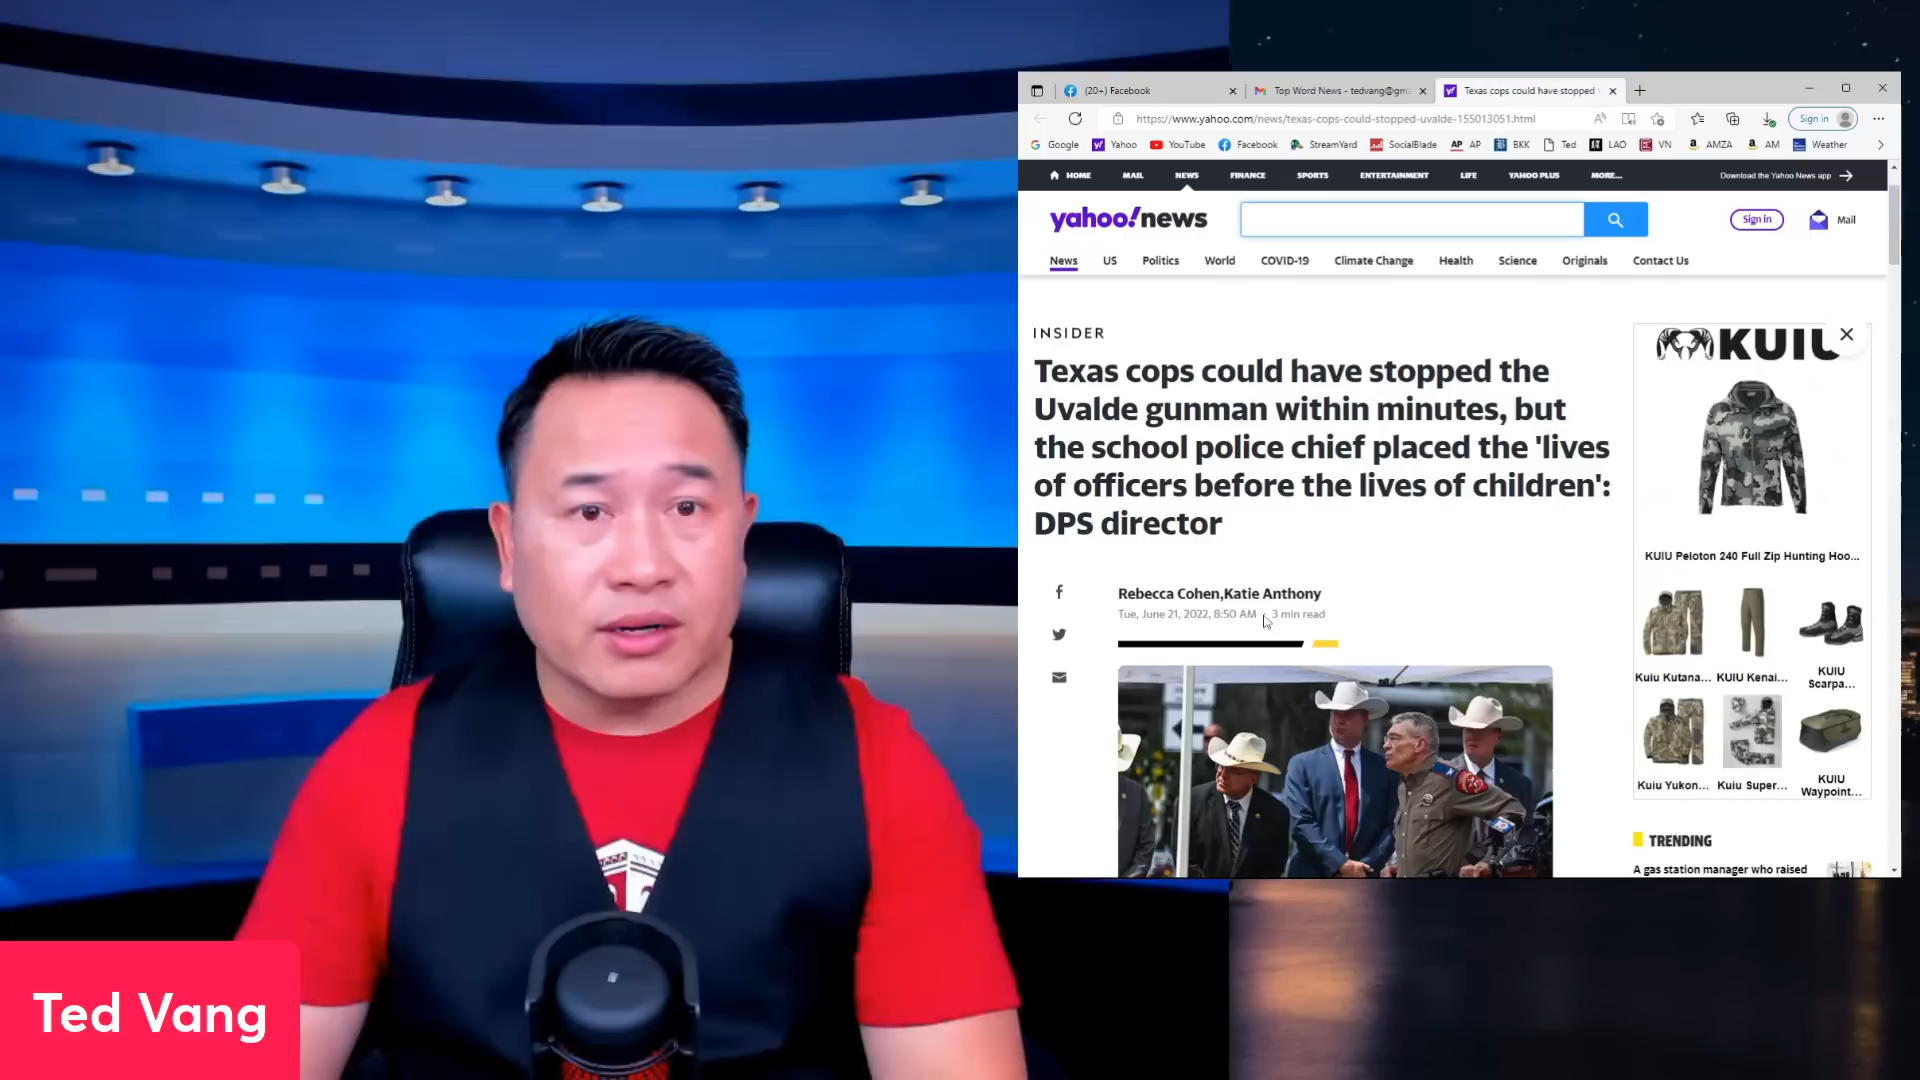 (20+) Facebook
Top Word News - tedvang@gm
Texas cops could have stopped
https://www.yahoo.com/news/texas-cops-could-stopped-uvalde-155013051.html
Sign in
Google
Yahoo
YouTube
Facebook
StreamYard
SocialBlade
AP AP
BKK
Ted
LAO
VN
AMZA
AM
Weather
HOME
MAIL
NEWS
FINANCE
SPORTS
ENTERTAINMENT
LIFE
YAHOO PLUS
MORE...
Download the Yahoo News app
yahoo!news
Sign in
Mail
News
US
Politics
World
COVID-19
Climate Change
Health
Science
Originals
Contact Us
INSIDER
Texas cops could have stopped the
Uvalde gunman within minutes, but
the school police chief placed the 'lives
of officers before the lives of children':
DPS director
Rebecca Cohen,Katie Anthony
Tue, June 21, 2022, 8:50 AM
3 min read
KUIU
KUIU Peloton 240 Full Zip Hunting Hoo...
Kuiu Kutana...
KUIU Kenai...
KUIU
Scarpa...
Kuiu Yukon...
Kuiu Super...
KUIU
Waypoint...
TRENDING
A gas station manager who raised
Ted Vang